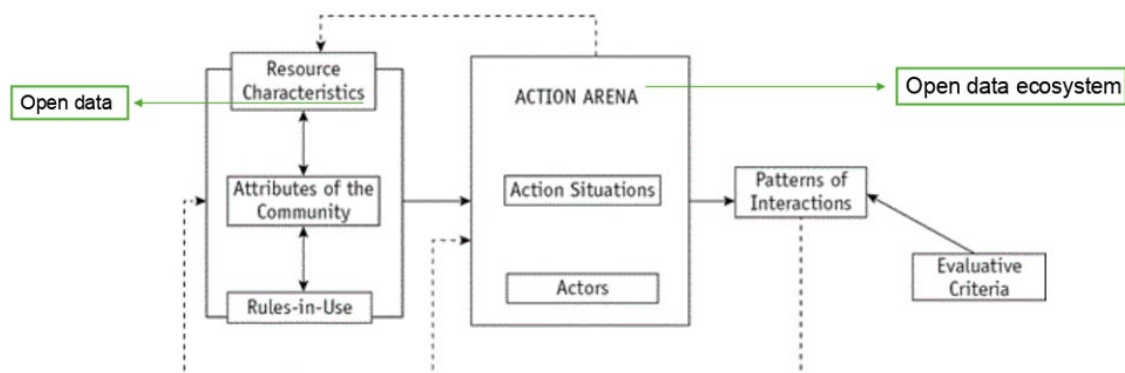 Resource
Characteristics
Open data
ACTION ARENA
Open data ecosystem
Attributes of the
Community
Action Situations
Patterns of
Interactions
Rules-in-Use
Actors
Evaluative
Criteria